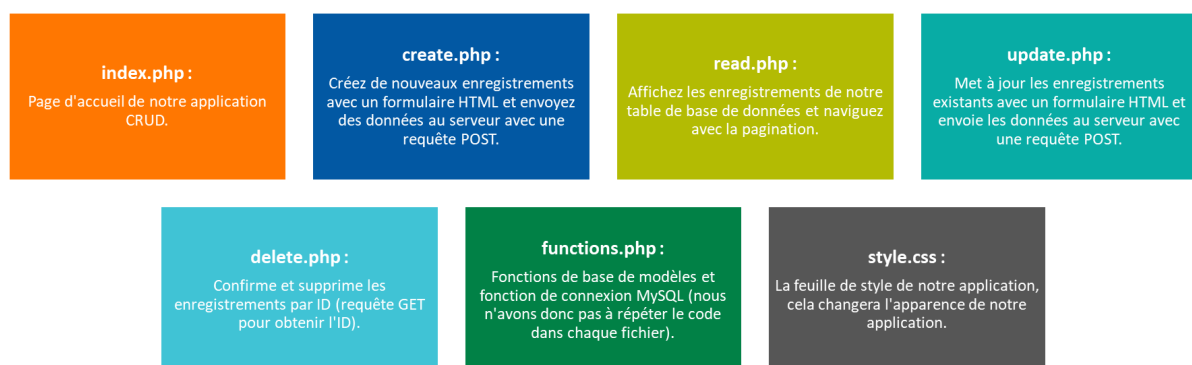 index.php :
Page d'accueil de notre application
CRUD.
create.php :
Créez de nouveaux enregistrements
avec un formulaire HTML et envoyez
des données au serveur avec une
requête POST.
read.php :
Affichez les enregistrements de notre
table de base de données et naviguez
avec la pagination.
update.php :
Met à jour les enregistrements
existants avec un formulaire HTML et
envoie les données au serveur avec
une requête POST.
delete.php :
Confirme et supprime les
enregistrements par ID (requête GET
pour obtenir l'ID).
functions.php :
Fonctions de base de modèles et
fonction de connexion MySQL (nous
n'avons donc pas à répéter le code
dans chaque fichier).
style.css :
La feuille de style de notre application,
cela changera l'apparence de notre
application.